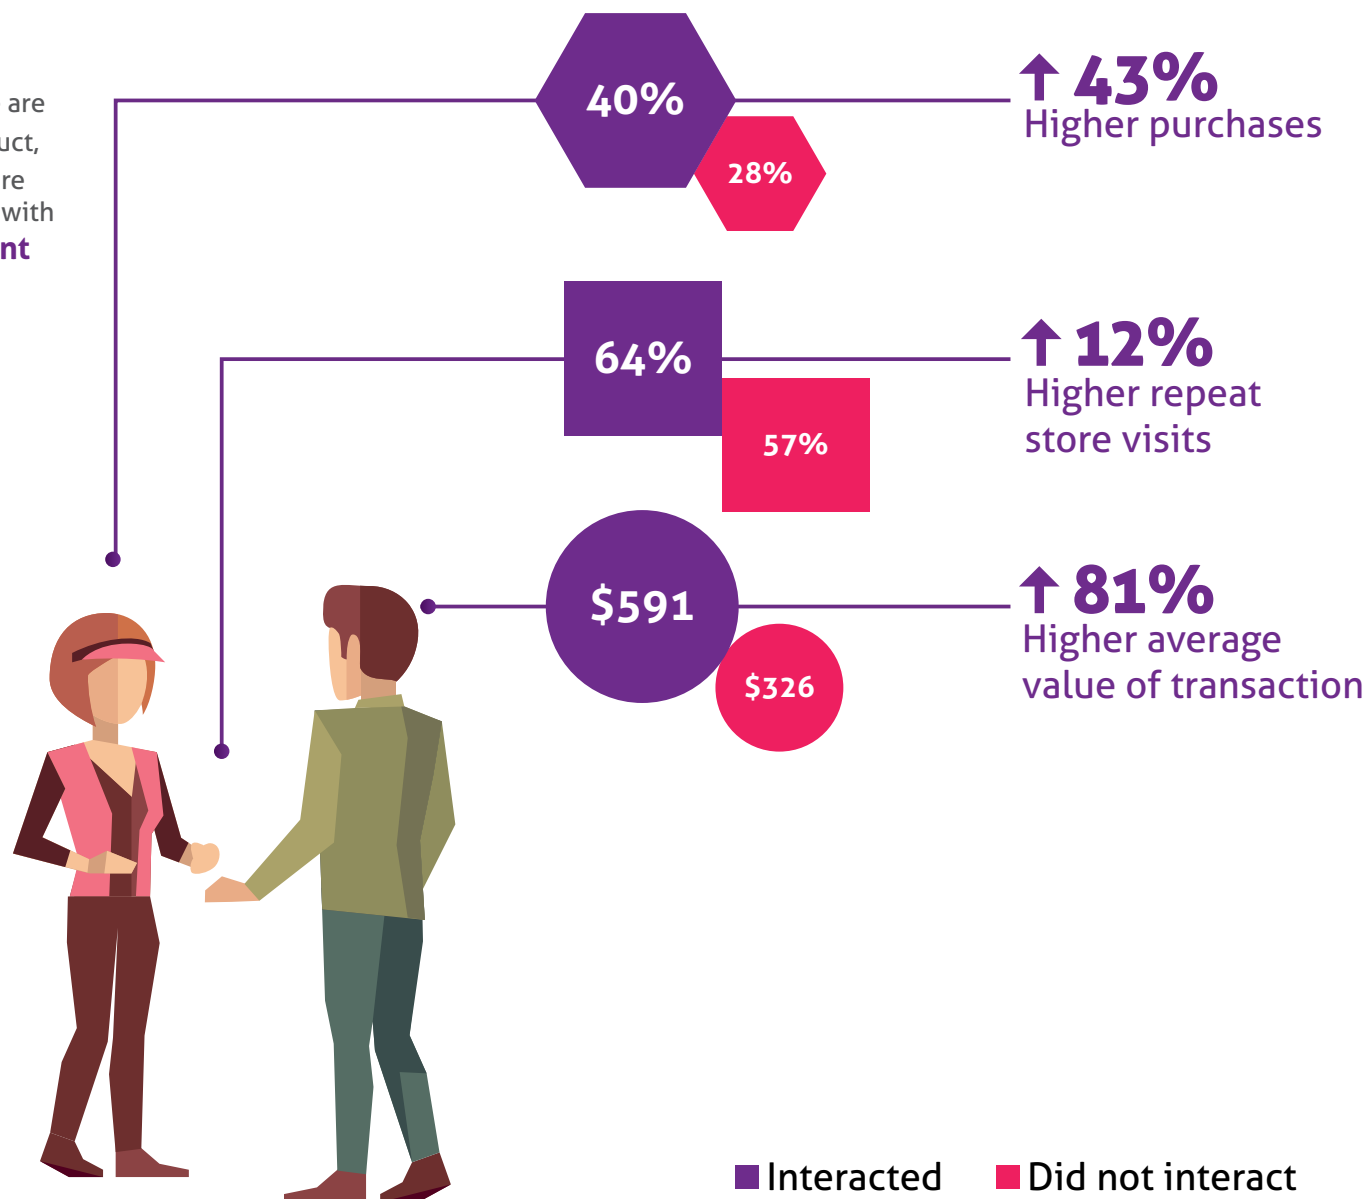 are
uct,
re
with
nt
40%
28%
↑ 43%
Higher purchases
64%
57%
↑ 12%
Higher repeat
store visits
$591
$326
↑ 81%
Higher average
value of transaction
Interacted
Did not interact